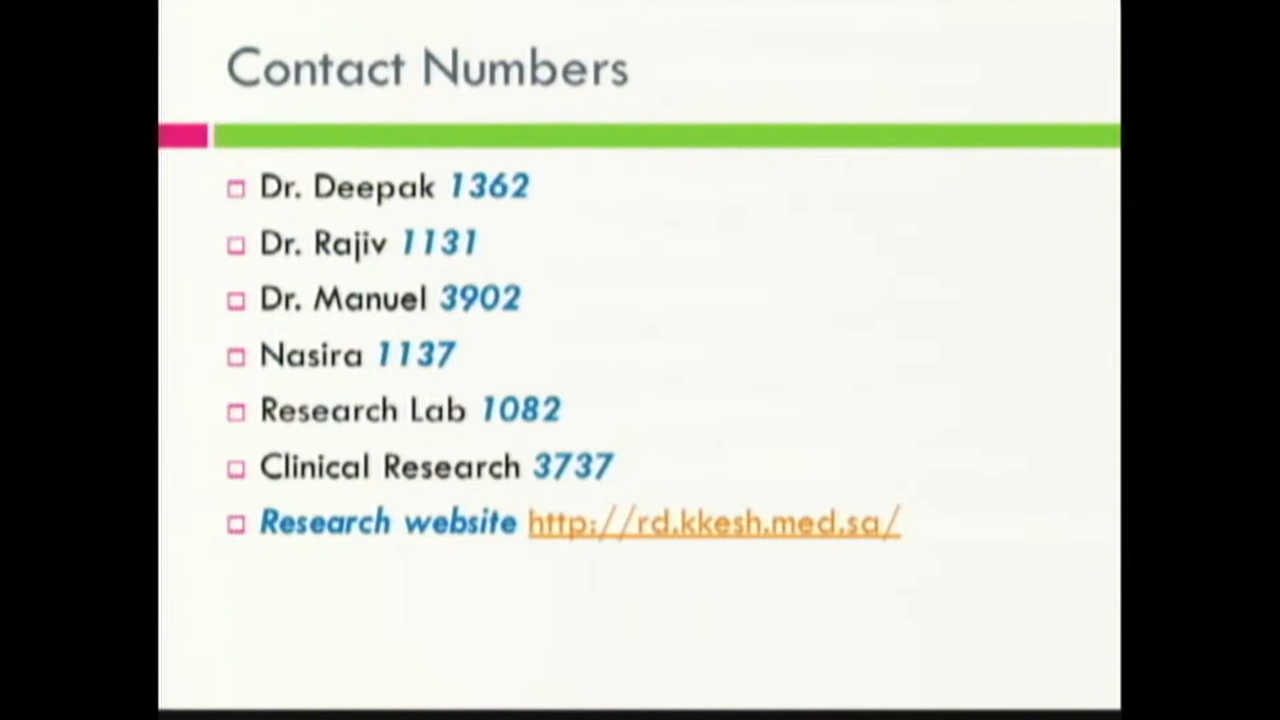 Contact Numbers
Dr. Deepak 1362
Dr. Rajiv 1131
Dr. Manuel 3902
Nasira 1137
Research Lab 1082
Clinical Research 3737
Research website http://rd.kkesh.med.sa/